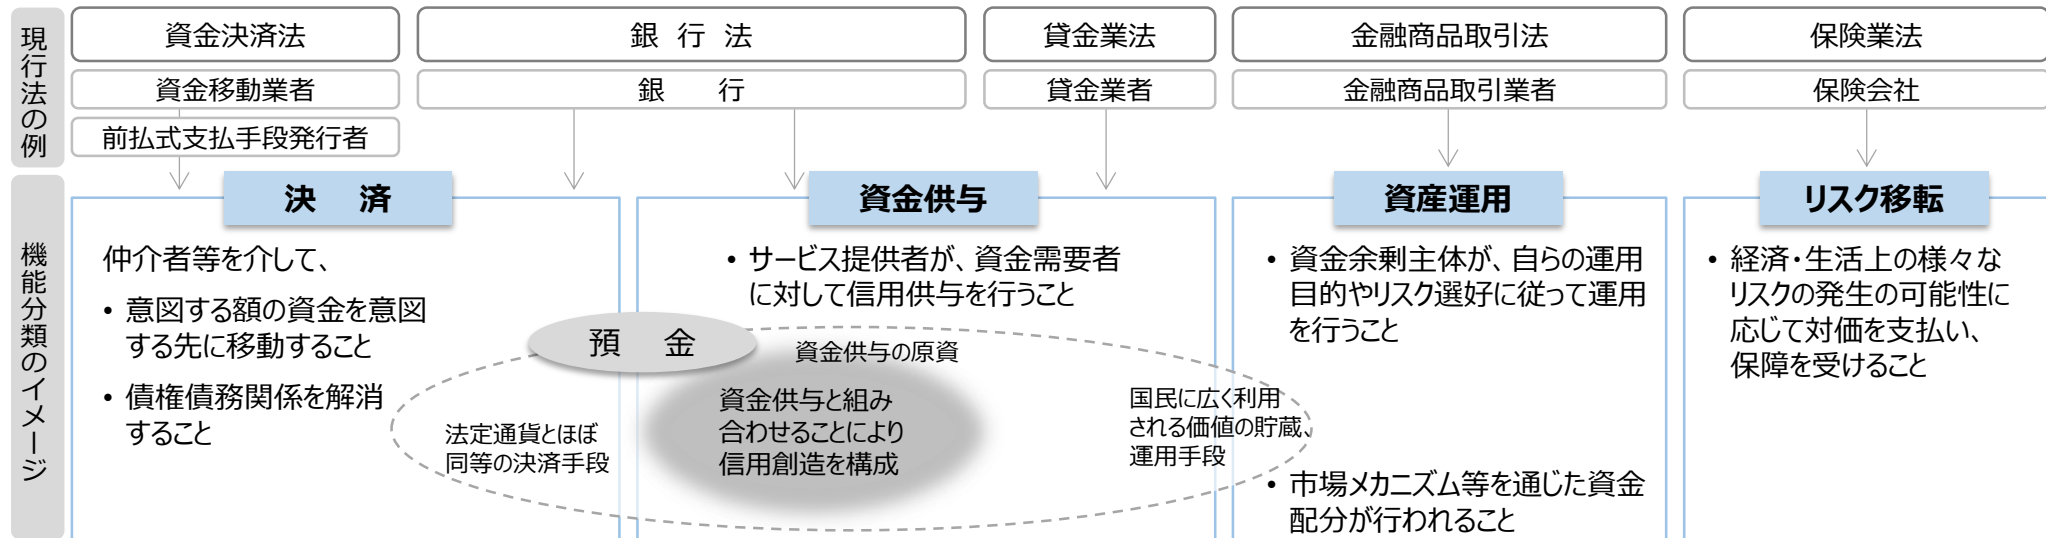 現行法の例
資金決済法
銀 行 法
貸金業法
金融商品取引法
保険業法
資金移動業者
銀 行
貸金業者
金融商品取引業者
保険会社
前払式支払手段発行者
機能分類のイメージ
決 済
資金供与
資産運用
リスク移転
仲介者等を介して、
• 意図する額の資金を意図
する先に移動すること
• 債権債務関係を解消
すること
• サービス提供者が、資金需要者
に対して信用供与を行うこと
• 資金余剰主体が、自らの運用
目的やリスク選好に従って運用
を行うこと
• 市場メカニズム等を通じた資金
配分が行われること
• 経済・生活上の様々な
リスクの発生の可能性に
応じて対価を支払い、
保障を受けること
預 金
資金供与の原資
法定通貨とほぼ
同等の決済手段
資金供与と組み
合わせることにより
信用創造を構成
国民に広く利用
される価値の貯蔵、
運用手段